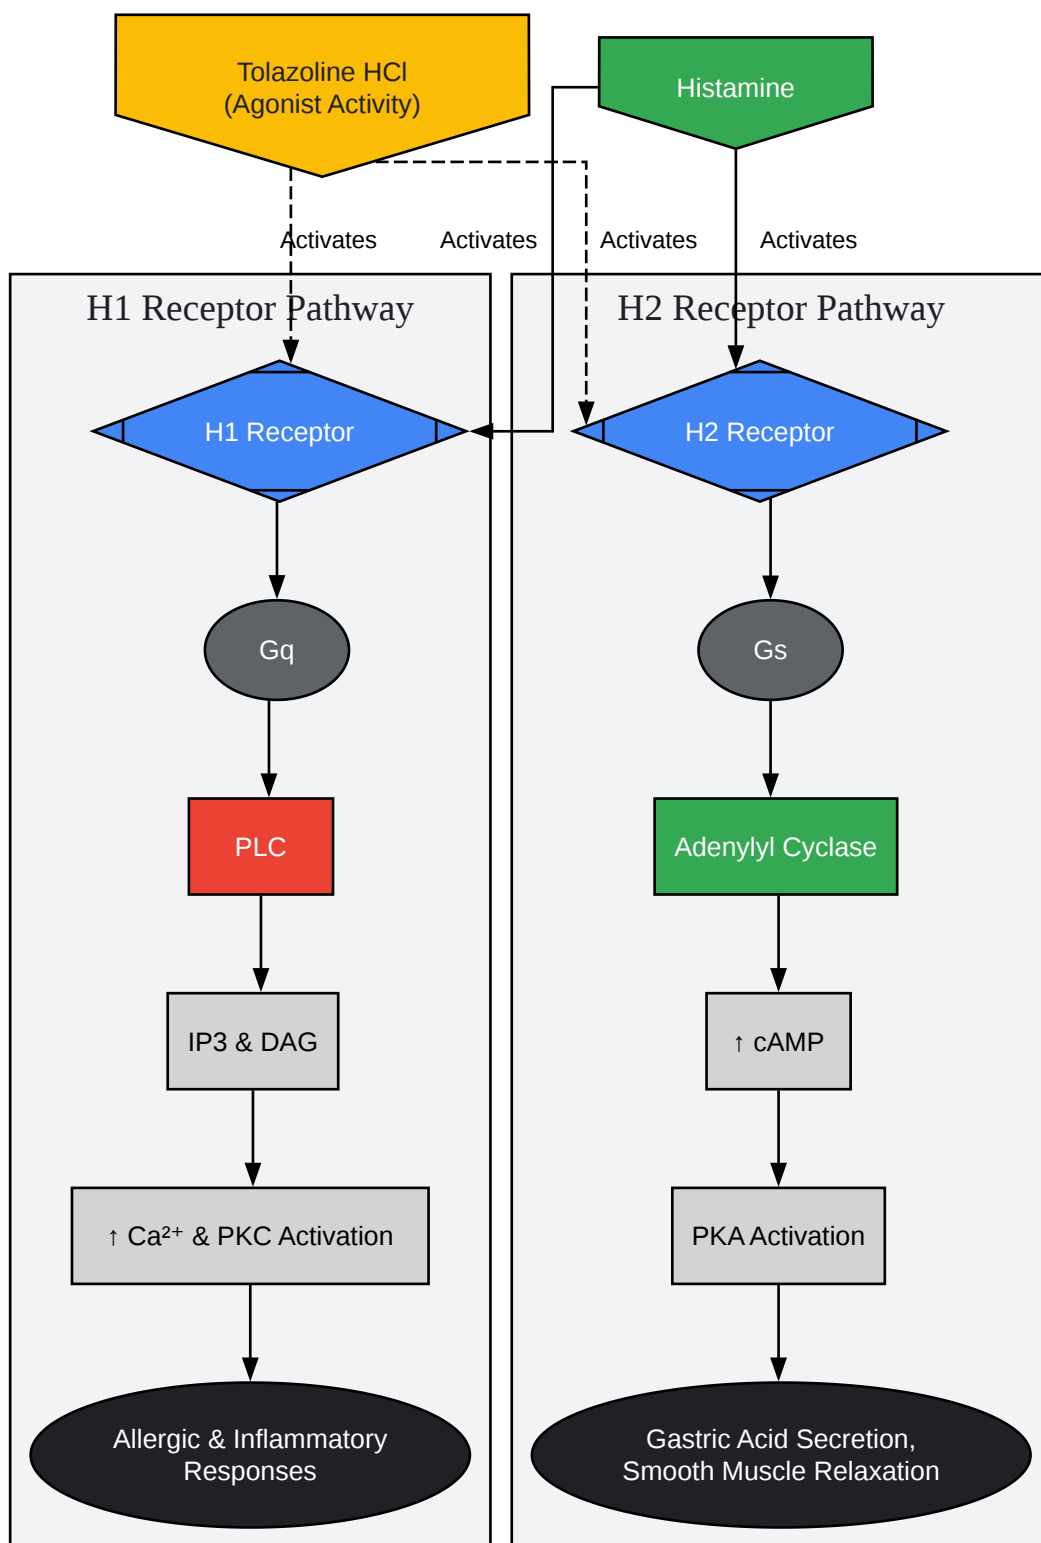 Tolazoline HCl
(Agonist Activity)
Histamine
Activates
Activates
Activates
Activates
H1 Receptor Pathway
H2 Receptor Pathway
H1 Receptor
H2 Receptor
Gq
Gs
PLC
Adenylyl Cyclase
IP3 & DAG
↑ cAMP
↑ Ca²⁺ & PKC Activation
PKA Activation
Allergic & Inflammatory
Responses
Gastric Acid Secretion,
Smooth Muscle Relaxation